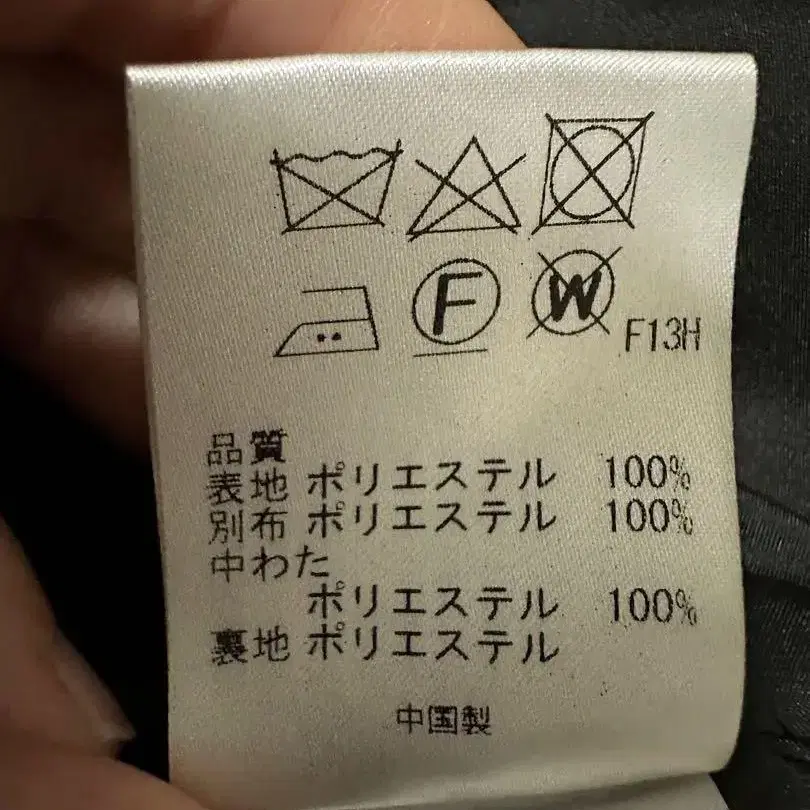 F
W
F13H
品質
表地 ポリエステル 100%
別布 ポリエステル 100%
中わた
ポリエステル 100%
裏地 ポリエステル
中国製